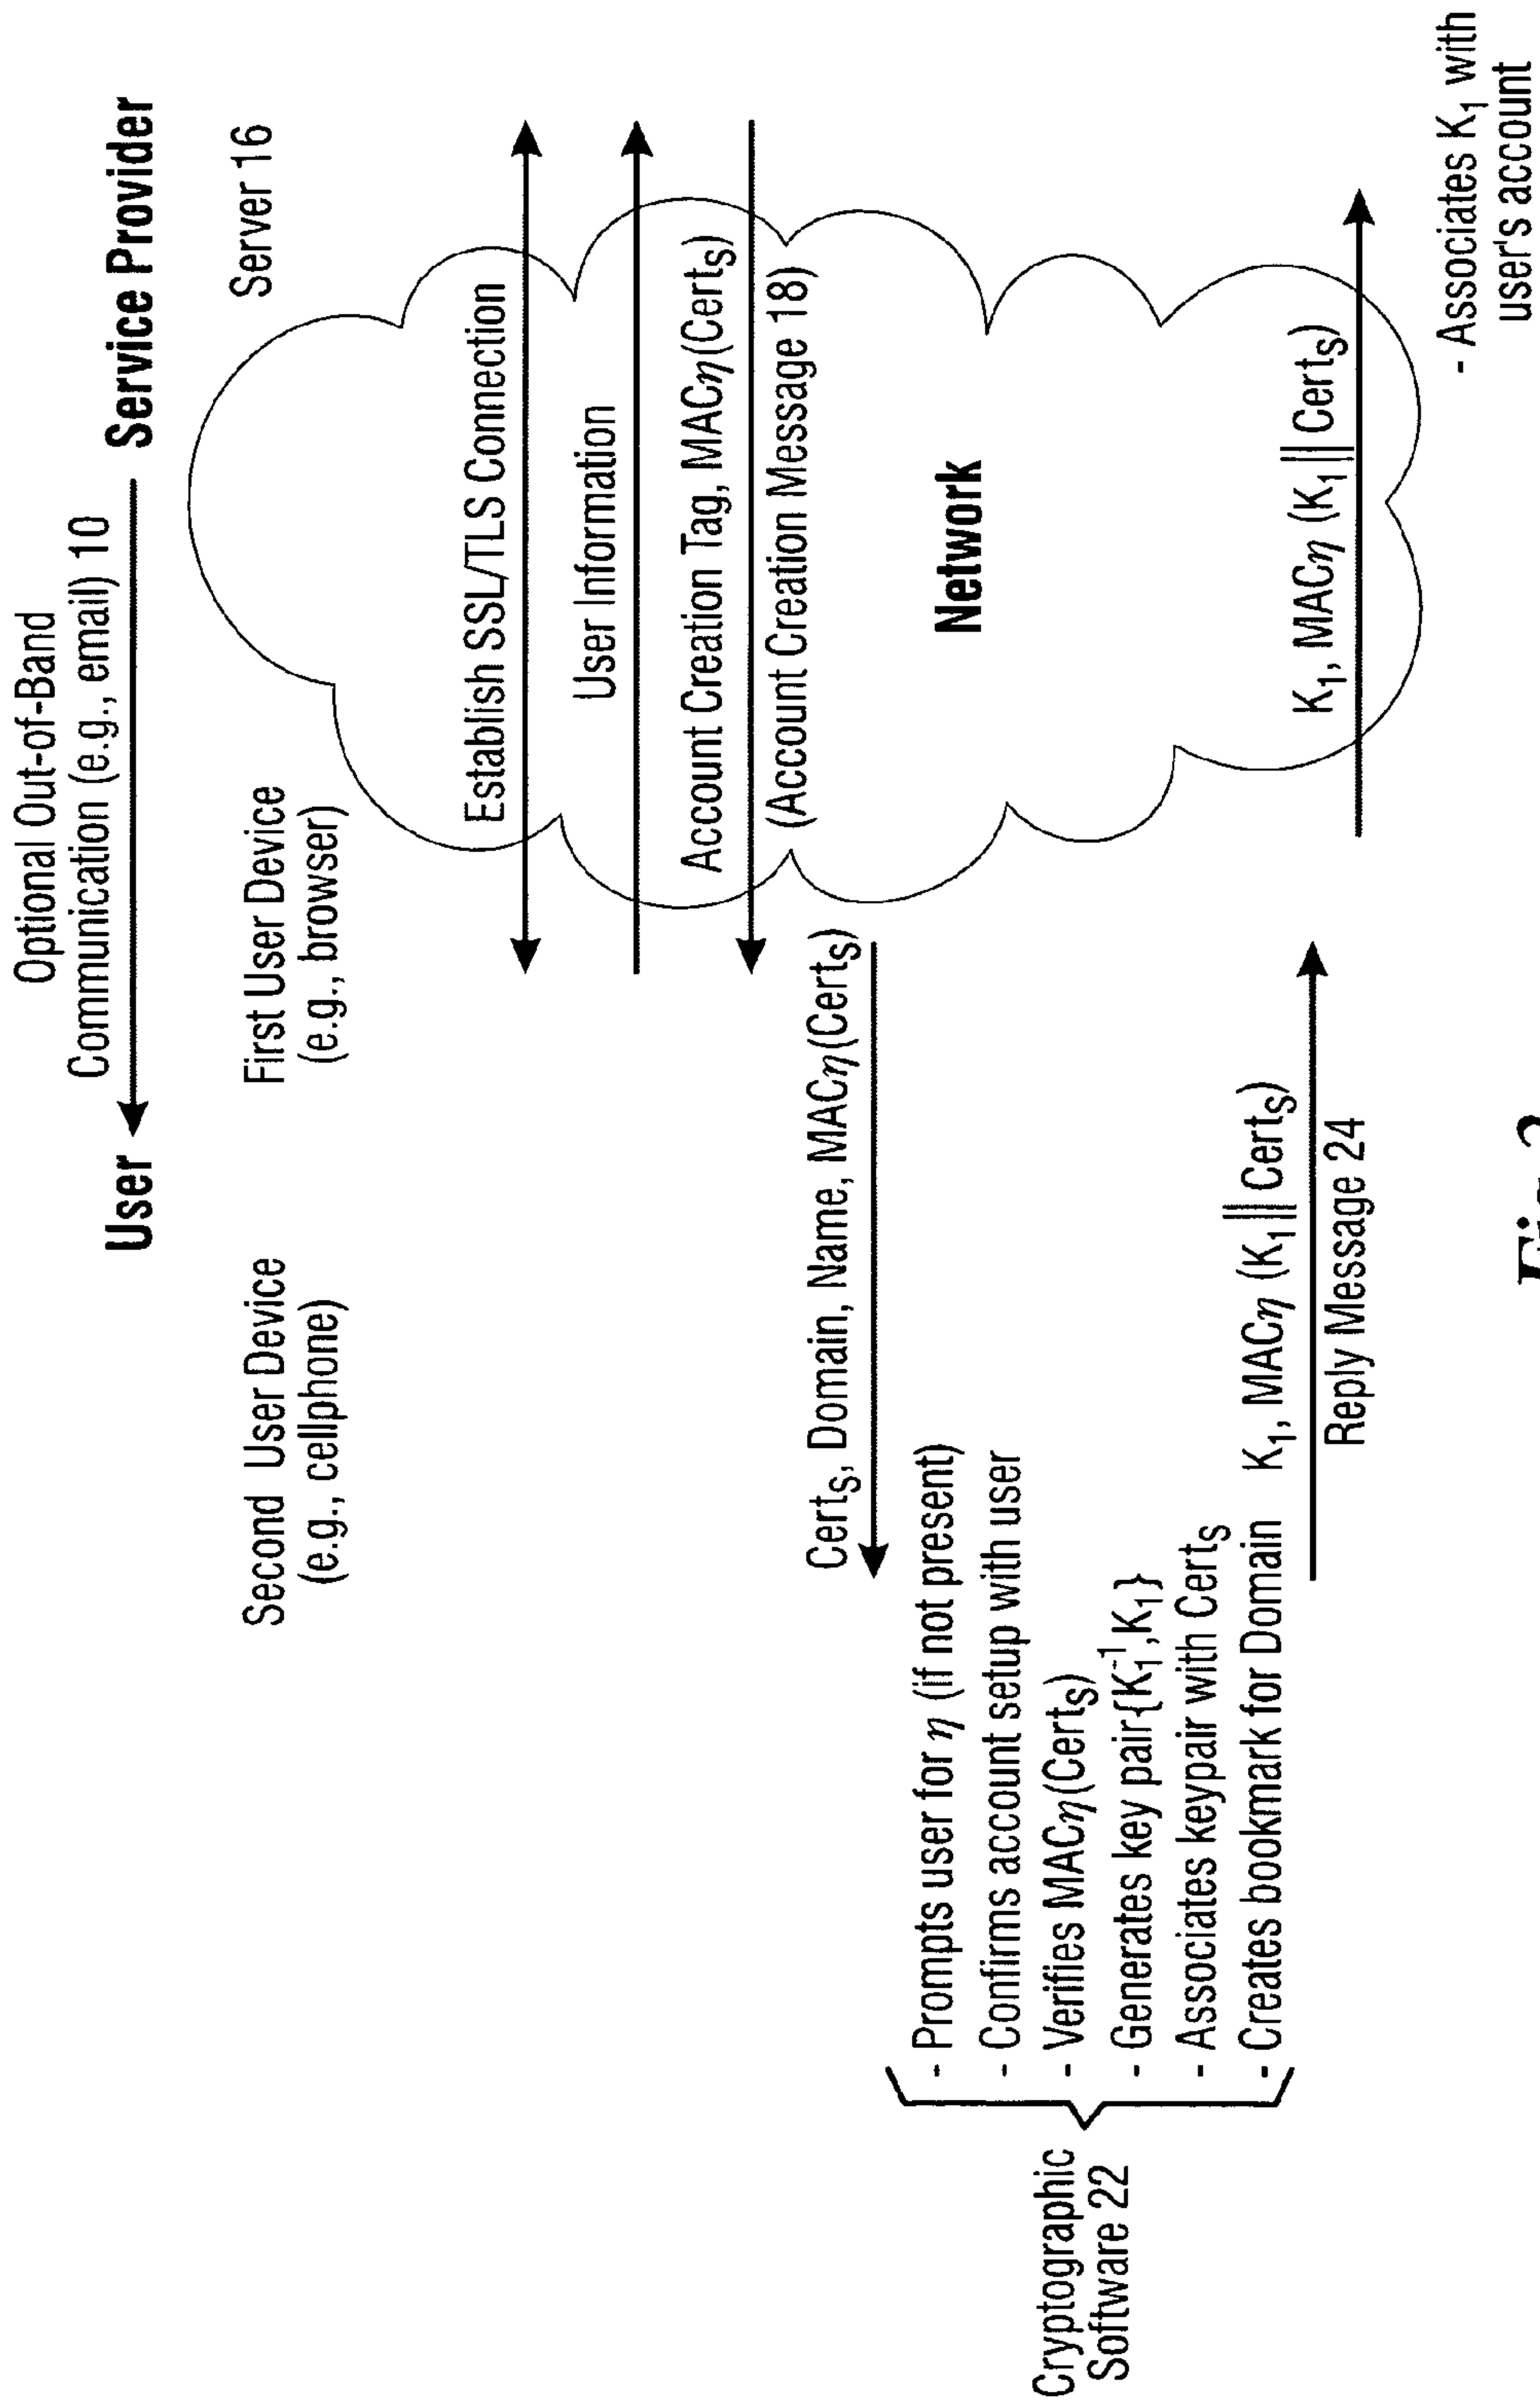 Optional Out-of-Band
Communication (e.g., email) 10
User
Service Provider
Second User Device
(e.g., cellphone)
First User Device
(e.g., browser)
Server 16
Establish SSL/TLS Connection
User Information
Account Creation Tag, MACη(Certₛ)
(Account Creation Message 18)
Certₛ, Domain, Name, MACη(Certₛ)
Network
Cryptographic
Software 22
- Prompts user for η (if not present)
- Confirms account setup with user
- Verifies MACη(Certₛ)
- Generates key pair{K₁⁻¹,K₁}
- Associates keypair with Certₛ
- Creates bookmark for Domain
K₁, MACη (K₁|| Certₛ)
Reply Message 24
K₁, MACη (K₁|| Certₛ)
- Associates K₁ with
user's account